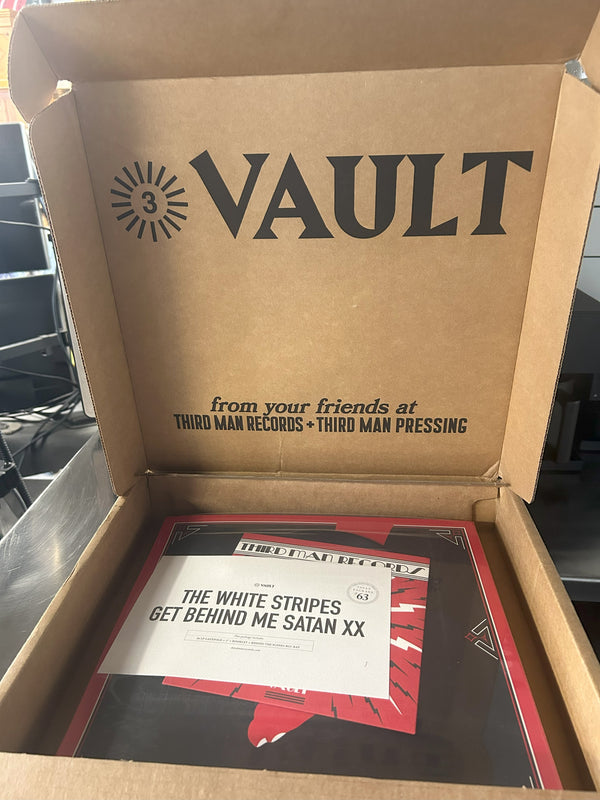 3 VAULT
from your friends at
THIRD MAN RECORDS + THIRD MAN PRESSING
THIRD MAN RECORDS
VAULT
'63
THE WHITE STRIPES
GET BEHIND ME SATAN XX
VAULT